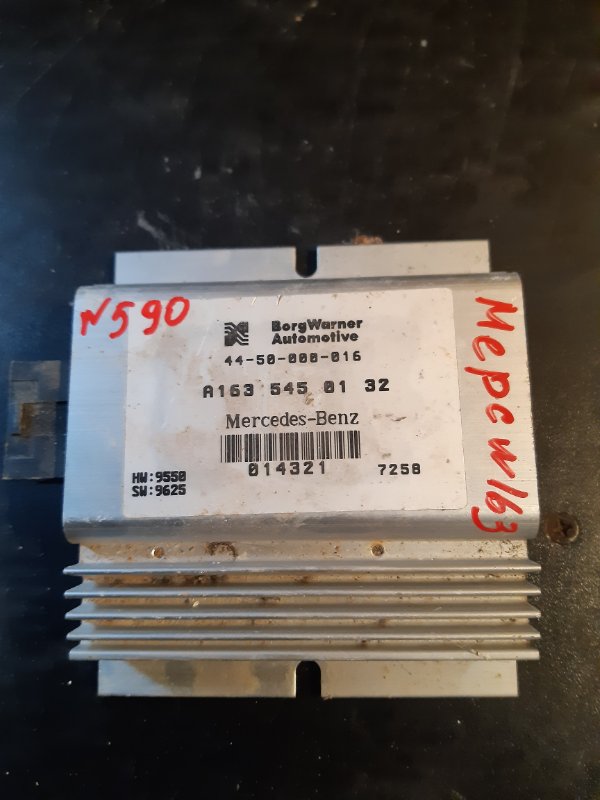 N590
BorgWarner
Automotive
44-50-000-016
A163 545 01 32
Mercedes-Benz
014321
7258
HW:9550
SW:9625
Мерс w163